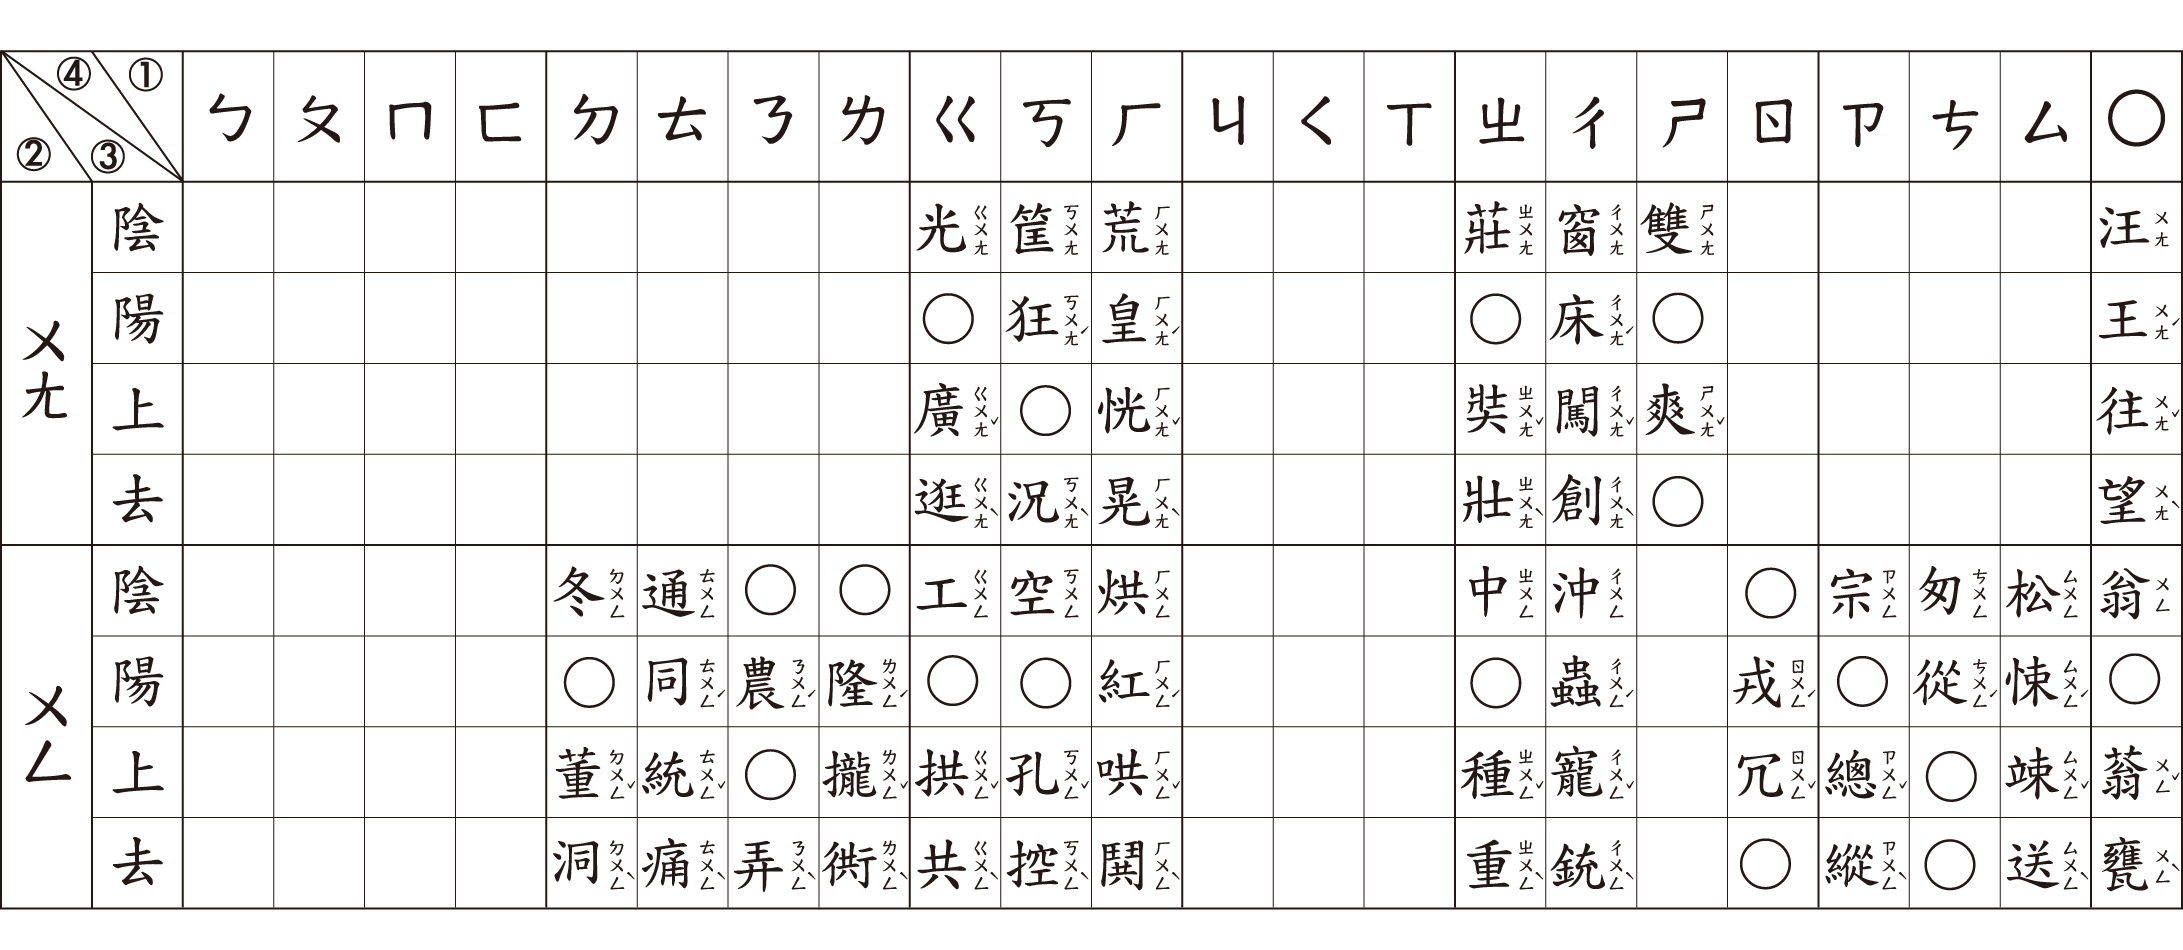 ④ ① ② ③ ㄅ ㄆ ㄇ ㄈ ㄉ ㄊ ㄋ ㄌ ㄍ ㄎ ㄏ ㄐ ㄑ ㄒ ㄓ ㄔ ㄕ ㄖ ㄗ ㄘ ㄙ ○
ㄨㄤ
陰 光ㄍㄨㄤ 筐ㄎㄨㄤ 荒ㄏㄨㄤ 莊ㄓㄨㄤ 窗ㄔㄨㄤ 雙ㄕㄨㄤ 汪ㄨㄤ
陽 ○ 狂ㄎㄨㄤˊ 皇ㄏㄨㄤˊ ○ 床ㄔㄨㄤˊ ○ 王ㄨㄤˊ
上 廣ㄍㄨㄤˇ ○ 恍ㄏㄨㄤˇ 奘ㄓㄨㄤˇ 闖ㄔㄨㄤˇ 爽ㄕㄨㄤˇ 往ㄨㄤˇ
去 逛ㄍㄨㄤˋ 況ㄎㄨㄤˋ 晃ㄏㄨㄤˋ 壯ㄓㄨㄤˋ 創ㄔㄨㄤˋ ○ 望ㄨㄤˋ
ㄨㄥ
陰 冬ㄉㄨㄥ 通ㄊㄨㄥ ○ ○ 工ㄍㄨㄥ 空ㄎㄨㄥ 烘ㄏㄨㄥ 中ㄓㄨㄥ 沖ㄔㄨㄥ ○ 宗ㄗㄨㄥ 匆ㄘㄨㄥ 松ㄙㄨㄥ 翁ㄨㄥ
陽 ○ 同ㄊㄨㄥˊ 農ㄋㄨㄥˊ 隆ㄌㄨㄥˊ ○ ○ 紅ㄏㄨㄥˊ ○ 蟲ㄔㄨㄥˊ 戎ㄖㄨㄥˊ ○ 從ㄘㄨㄥˊ 㥄ㄙㄨㄥˊ ○
上 董ㄉㄨㄥˇ 統ㄊㄨㄥˇ ○ 攏ㄌㄨㄥˇ 拱ㄍㄨㄥˇ 孔ㄎㄨㄥˇ 哄ㄏㄨㄥˇ 種ㄓㄨㄥˇ 寵ㄔㄨㄥˇ 冗ㄖㄨㄥˇ 總ㄗㄨㄥˇ ○ 竦ㄙㄨㄥˇ 蓊ㄨㄥˇ
去 洞ㄉㄨㄥˋ 痛ㄊㄨㄥˋ 弄ㄋㄨㄥˋ 衖ㄌㄨㄥˋ 共ㄍㄨㄥˋ 控ㄎㄨㄥˋ 鬨ㄏㄨㄥˋ 重ㄓㄨㄥˋ 銃ㄔㄨㄥˋ ○ 縱ㄗㄨㄥˋ ○ 送ㄙㄨㄥˋ 甕ㄨㄥˋ